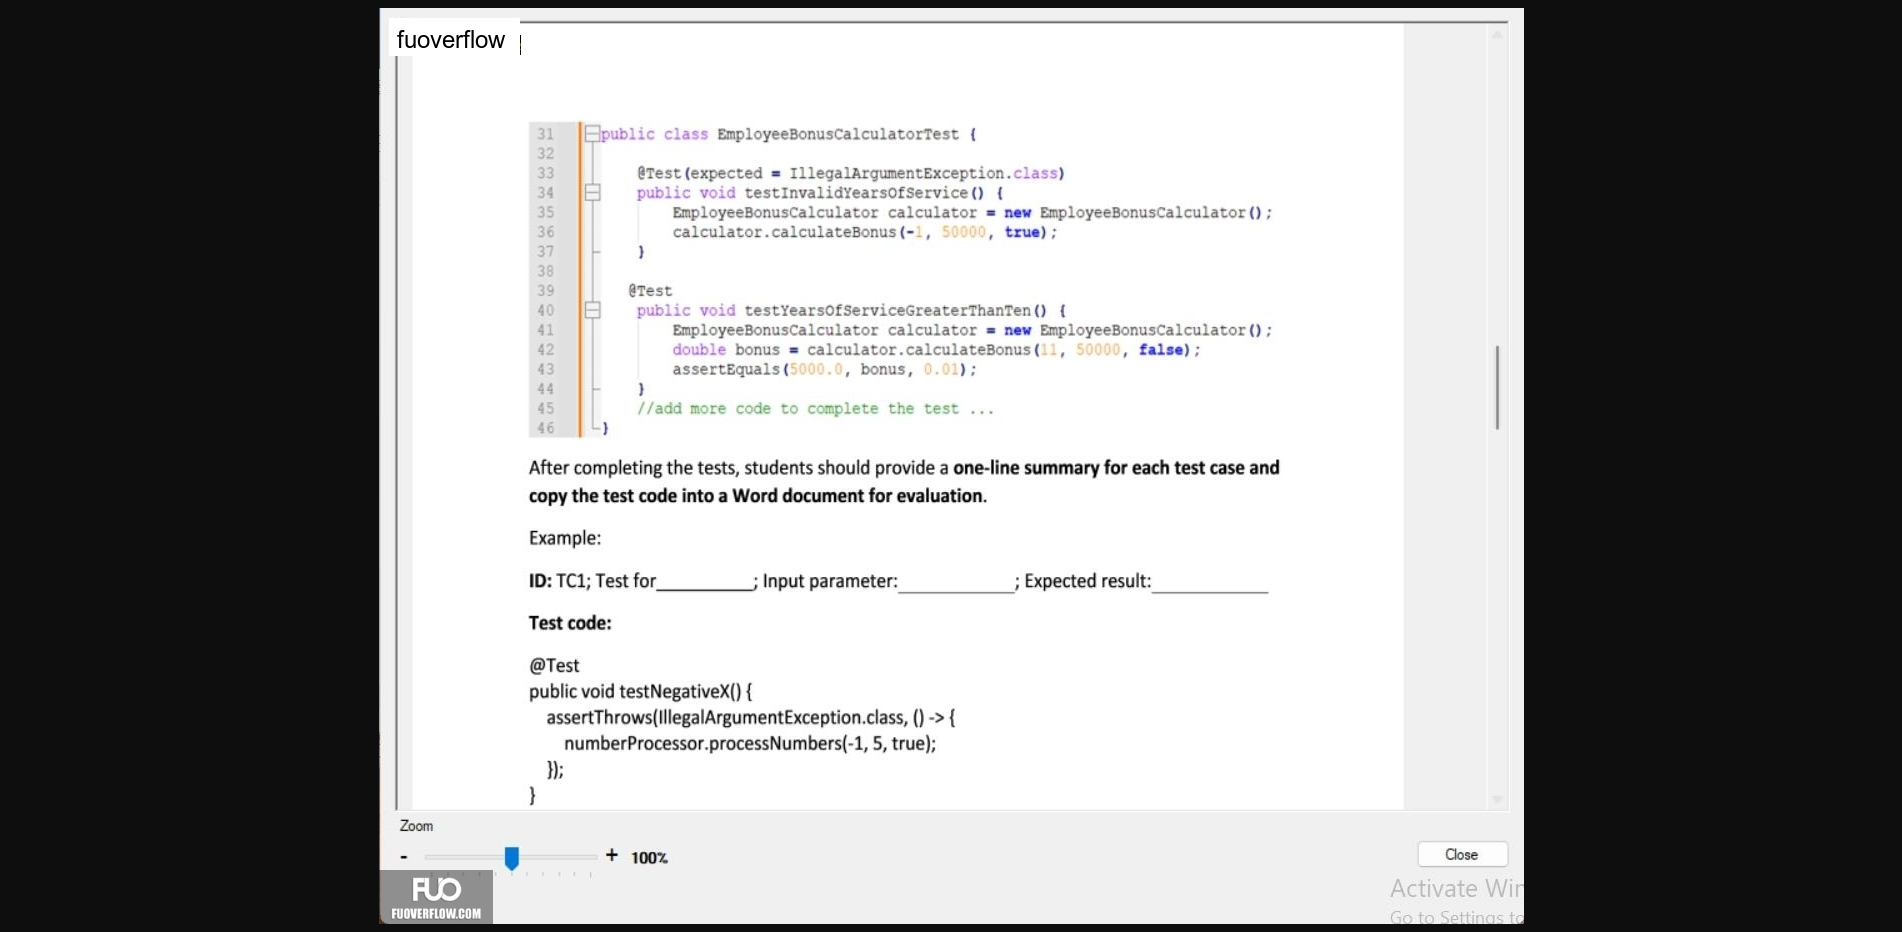 fuoverflow
31 public class EmployeeBonusCalculatorTest {
32
33 @Test(expected = IllegalArgumentException.class)
34 public void testInvalidYearsOfService() {
35 EmployeeBonusCalculator calculator = new EmployeeBonusCalculator();
36 calculator.calculateBonus(-1, 50000, true);
37 }
38
39 @Test
40 public void testYearsOfServiceGreaterThanTen() {
41 EmployeeBonusCalculator calculator = new EmployeeBonusCalculator();
42 double bonus = calculator.calculateBonus(11, 50000, false);
43 assertEquals(5000.0, bonus, 0.01);
44 }
45 //add more code to complete the test ...
46 }
After completing the tests, students should provide a one-line summary for each test case and
copy the test code into a Word document for evaluation.
Example:
ID: TC1; Test for__________; Input parameter:____________; Expected result:____________
Test code:
@Test
public void testNegativeX() {
assertThrows(IllegalArgumentException.class, () -> {
numberProcessor.processNumbers(-1, 5, true);
});
}
Zoom
- + 100%
Close
FUO
FUOVERFLOW.COM
Activate Win
Go to Settings to